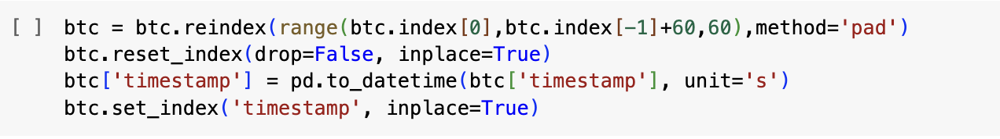 [ ] btc = btc.reindex(range(btc.index[0],btc.index[-1]+60,60),method='pad')
btc.reset_index(drop=False, inplace=True)
btc['timestamp'] = pd.to_datetime(btc['timestamp'], unit='s')
btc.set_index('timestamp', inplace=True)